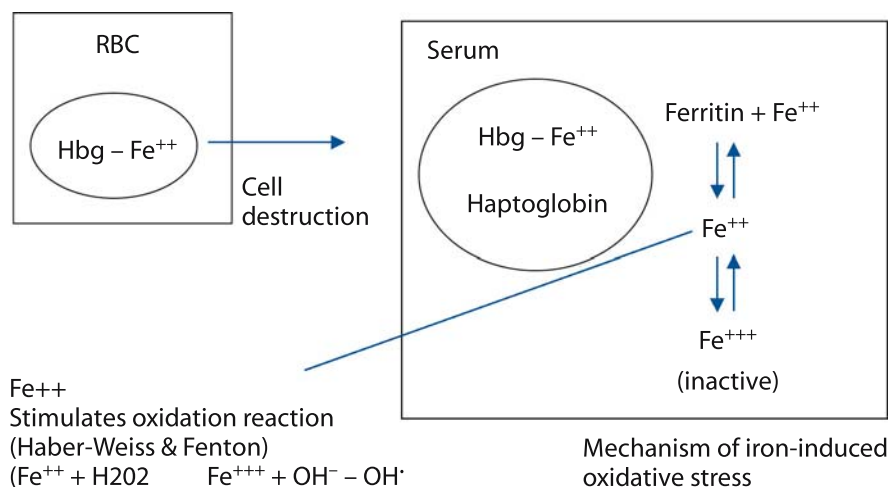 RBC
Hbg – Fe⁺⁺
Cell
destruction
Serum
Hbg – Fe⁺⁺
Haptoglobin
Ferritin + Fe⁺⁺
Fe⁺⁺
Fe⁺⁺⁺
(inactive)
Fe++
Stimulates oxidation reaction
(Haber-Weiss & Fenton)
(Fe⁺⁺ + H202 Fe⁺⁺⁺ + OH⁻ – OH˙
Mechanism of iron-induced
oxidative stress